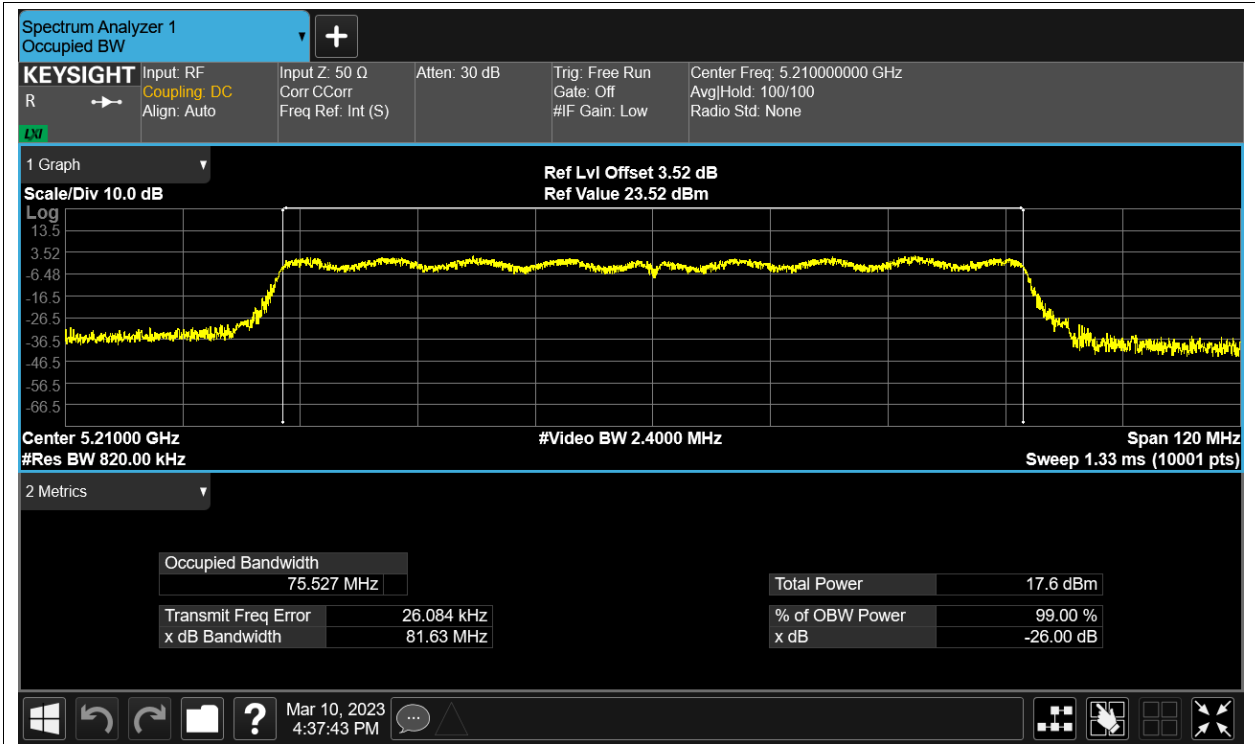 Spectrum Analyzer 1
Occupied BW
KEYSIGHT
R
LXI
Input: RF
Coupling: DC
Align: Auto
Input Z: 50 Ω
Corr CCorr
Freq Ref: Int (S)
Atten: 30 dB
Trig: Free Run
Gate: Off
#IF Gain: Low
Center Freq: 5.210000000 GHz
Avg|Hold: 100/100
Radio Std: None
1 Graph
Scale/Div 10.0 dB
Ref Lvl Offset 3.52 dB
Ref Value 23.52 dBm
Log
13.5
3.52
-6.48
-16.5
-26.5
-36.5
-46.5
-56.5
-66.5
Center 5.21000 GHz
#Res BW 820.00 kHz
#Video BW 2.4000 MHz
Span 120 MHz
Sweep 1.33 ms (10001 pts)
2 Metrics
Occupied Bandwidth
75.527 MHz
Transmit Freq Error 26.084 kHz
x dB Bandwidth 81.63 MHz
Total Power 17.6 dBm
% of OBW Power 99.00 %
x dB -26.00 dB
?
Mar 10, 2023
4:37:43 PM